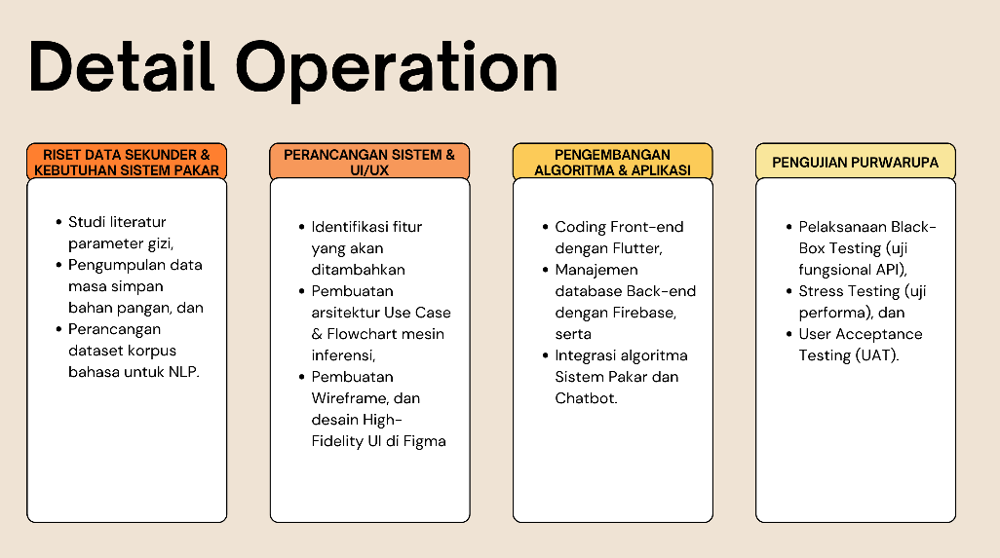 Detail Operation
RISET DATA SEKUNDER &
KEBUTUHAN SISTEM PAKAR
• Studi literatur
parameter gizi,
• Pengumpulan data
masa simpan
bahan pangan, dan
• Perancangan
dataset korpus
bahasa untuk NLP.
PERANCANGAN SISTEM &
UI/UX
• Identifikasi fitur
yang akan
ditambahkan
• Pembuatan
arsitektur Use Case
& Flowchart mesin
inferensi,
• Pembuatan
Wireframe, dan
desain High-
Fidelity UI di Figma
PENGEMBANGAN
ALGORITMA & APLIKASI
• Coding Front-end
dengan Flutter,
• Manajemen
database Back-end
dengan Firebase,
serta
• Integrasi algoritma
Sistem Pakar dan
Chatbot.
PENGUJIAN PURWARUPA
• Pelaksanaan Black-
Box Testing (uji
fungsional API),
• Stress Testing (uji
performa), dan
• User Acceptance
Testing (UAT).